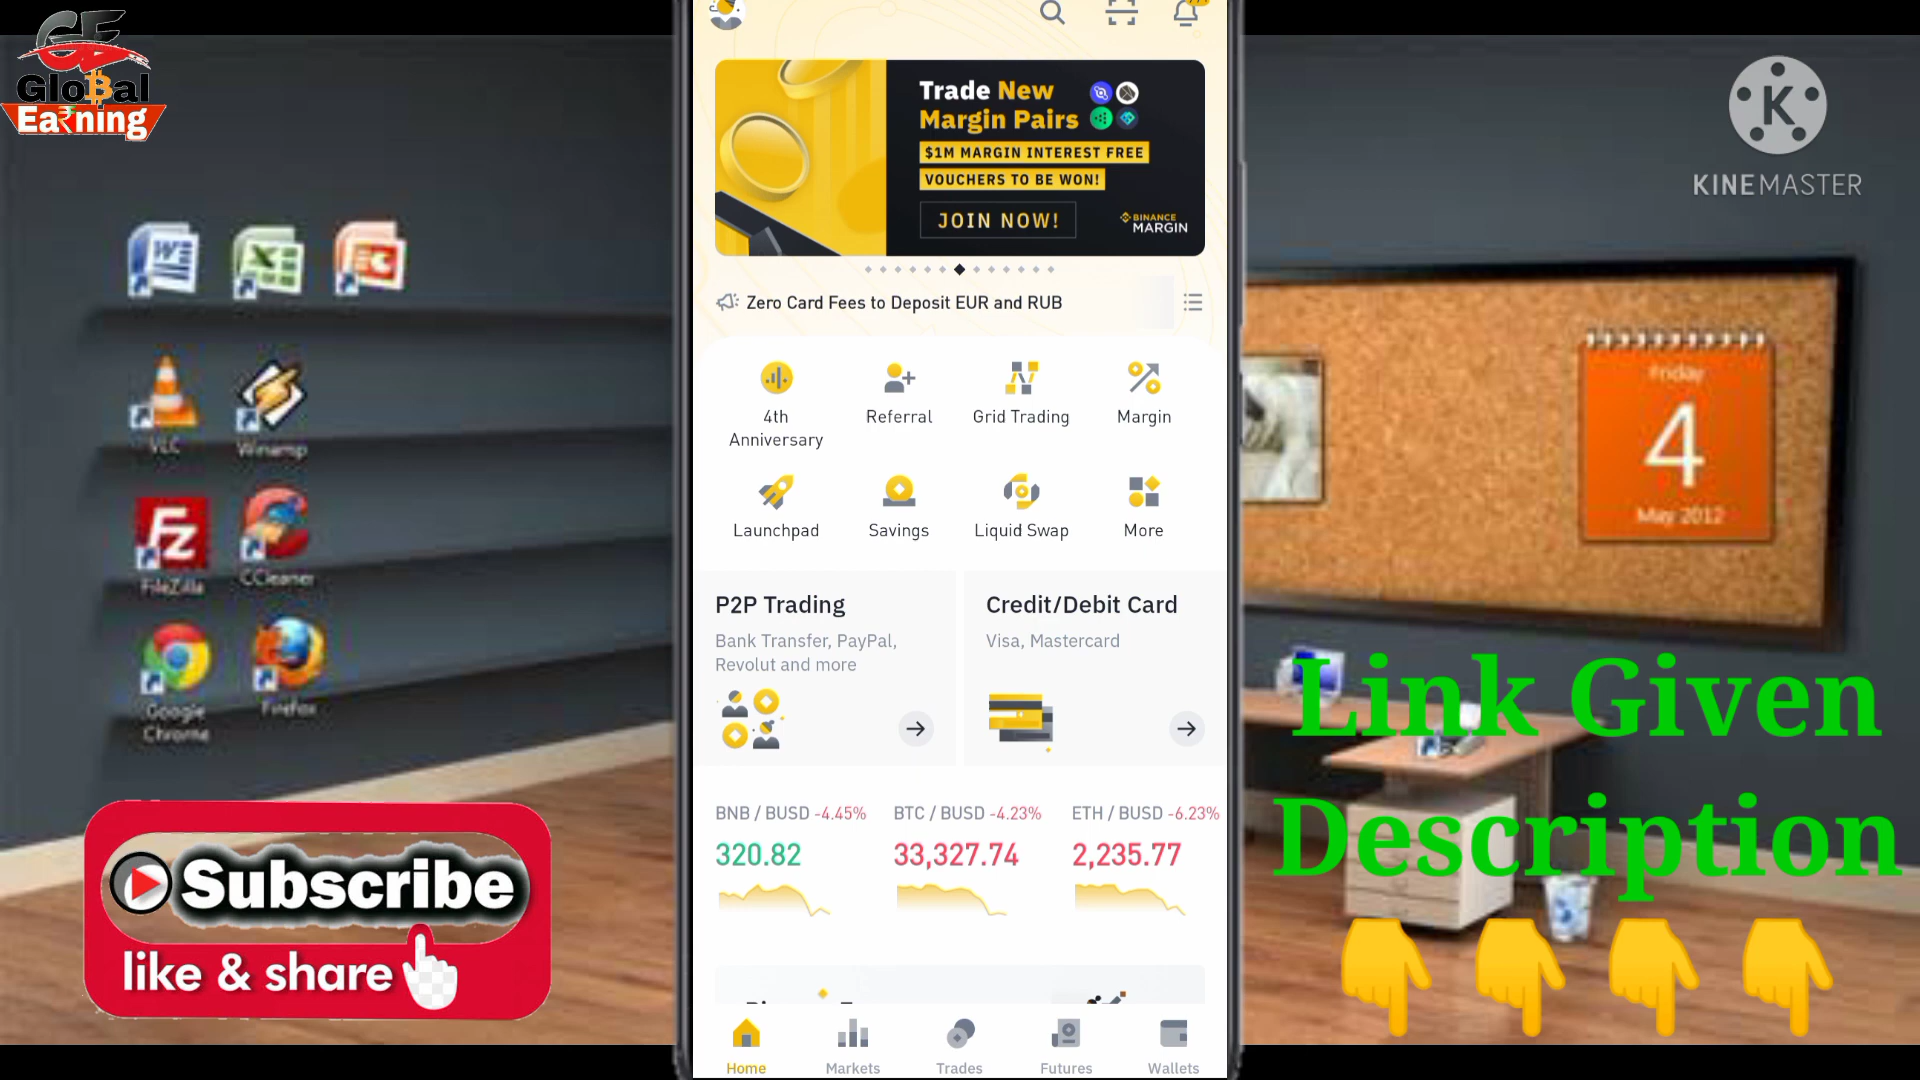 GE
Global
Earning
W
X
VLC
Winamp
Fz
FileZilla
CCleaner
Google
Chrome
Firefox
Subscribe
like & share
Trade New
Margin Pairs
$1M MARGIN INTEREST FREE
VOUCHERS TO BE WON!
JOIN NOW!
BINANCE
MARGIN
Zero Card Fees to Deposit EUR and RUB
4th
Anniversary
Referral
Grid Trading
Margin
Launchpad
Savings
Liquid Swap
More
P2P Trading
Bank Transfer, PayPal,
Revolut and more
Credit/Debit Card
Visa, Mastercard
BNB / BUSD -4.45%
320.82
BTC / BUSD -4.23%
33,327.74
ETH / BUSD -6.23%
2,235.77
Home
Markets
Trades
Futures
Wallets
K
KINEMASTER
Friday
4
May 2012
Link Given
Description